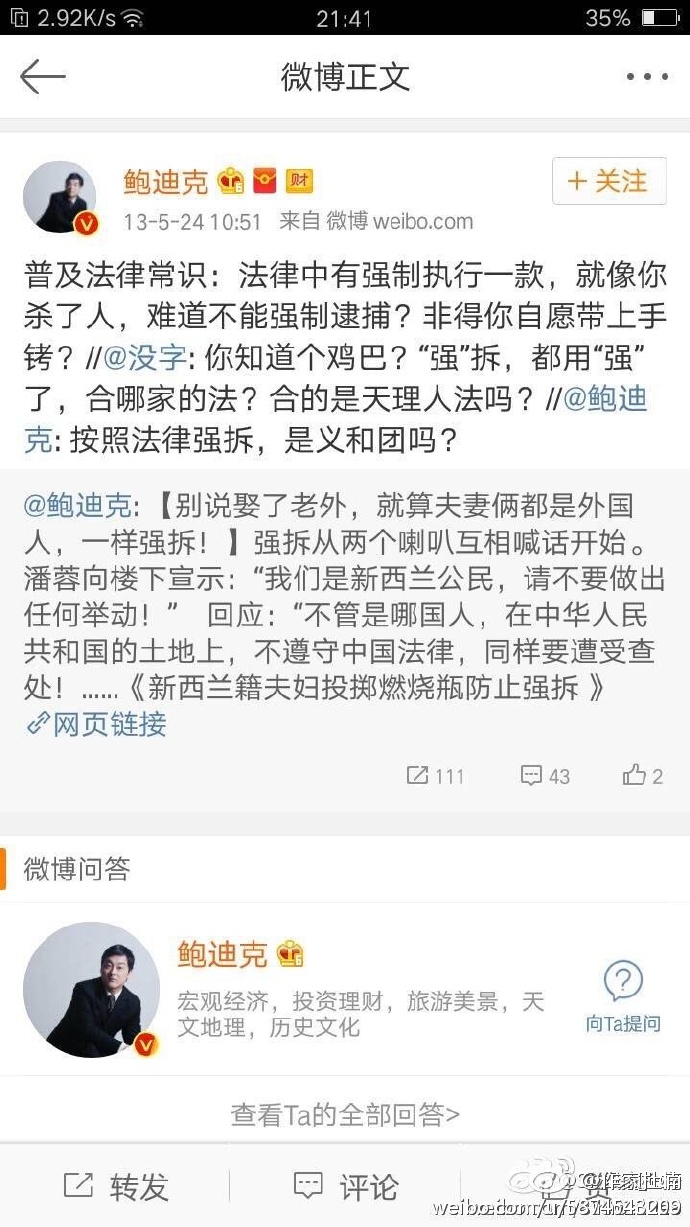 2.92K/s 21:41 35%
微博正文
鲍迪克 财 + 关注
13-5-24 10:51 来自 微博 weibo.com
普及法律常识：法律中有强制执行一款，就像你
杀了人，难道不能强制逮捕？非得你自愿带上手
铐？//@没字: 你知道个鸡巴？“强”拆，都用“强”
了，合哪家的法？合的是天理人法吗？//@鲍迪
克: 按照法律强拆，是义和团吗？
@鲍迪克: 【别说娶了老外，就算夫妻俩都是外国
人，一样强拆！】强拆从两个喇叭互相喊话开始。
潘蓉向楼下宣示：“我们是新西兰公民，请不要做出
任何举动！” 回应：“不管是哪国人，在中华人民
共和国的土地上，不遵守中国法律，同样要遭受查
处！……《新西兰籍夫妇投掷燃烧瓶防止强拆 》
网页链接
111 43 2
微博问答
鲍迪克
宏观经济，投资理财，旅游美景，天
文地理，历史文化
向Ta提问
查看Ta的全部回答>
转发 评论